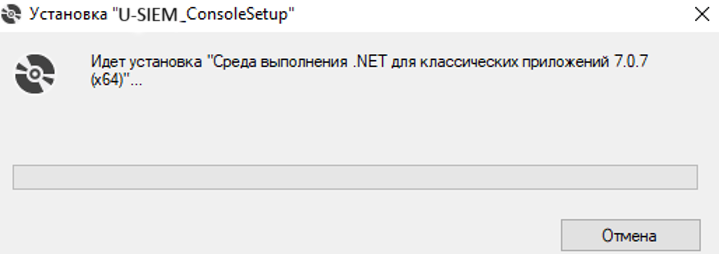 Установка "U-SIEM_ConsoleSetup"
Идет установка "Среда выполнения .NET для классических приложений 7.0.7
(x64)"...
Отмена